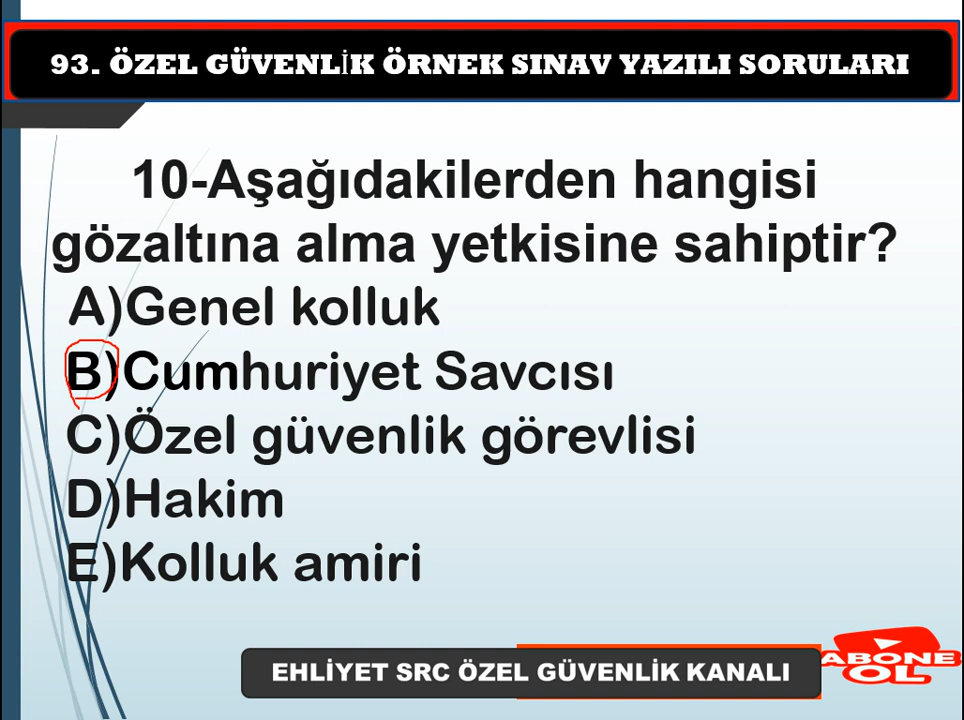 93. ÖZEL GÜVENLİK ÖRNEK SINAV YAZILI SORULARI
10-Aşağıdakilerden hangisi
gözaltına alma yetkisine sahiptir?
A)Genel kolluk
B)Cumhuriyet Savcısı
C)Özel güvenlik görevlisi
D)Hakim
E)Kolluk amiri
EHLİYET SRC ÖZEL GÜVENLİK KANALI
ABONE
OL